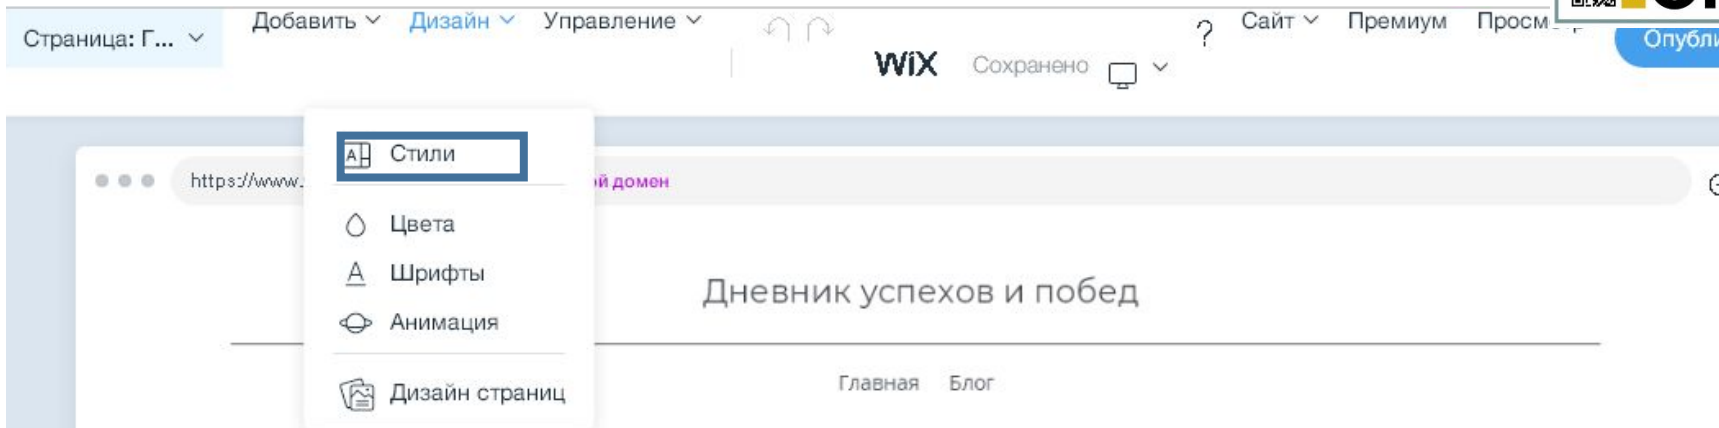 Страница: Г...
Добавить Дизайн Управление
? Сайт Премиум
WiX Сохранено
Стили
https://www.
домен
Цвета
Шрифты
Анимация
Дизайн страниц
Дневник успехов и побед
Главная Блог